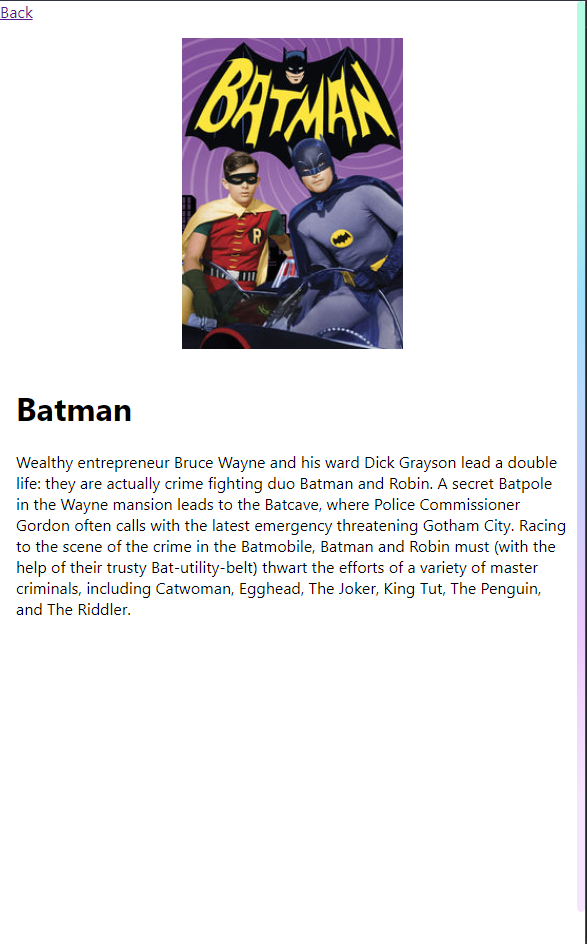 Back
BATMAN
R
Batman
Wealthy entrepreneur Bruce Wayne and his ward Dick Grayson lead a double
life: they are actually crime fighting duo Batman and Robin. A secret Batpole
in the Wayne mansion leads to the Batcave, where Police Commissioner
Gordon often calls with the latest emergency threatening Gotham City. Racing
to the scene of the crime in the Batmobile, Batman and Robin must (with the
help of their trusty Bat-utility-belt) thwart the efforts of a variety of master
criminals, including Catwoman, Egghead, The Joker, King Tut, The Penguin,
and The Riddler.